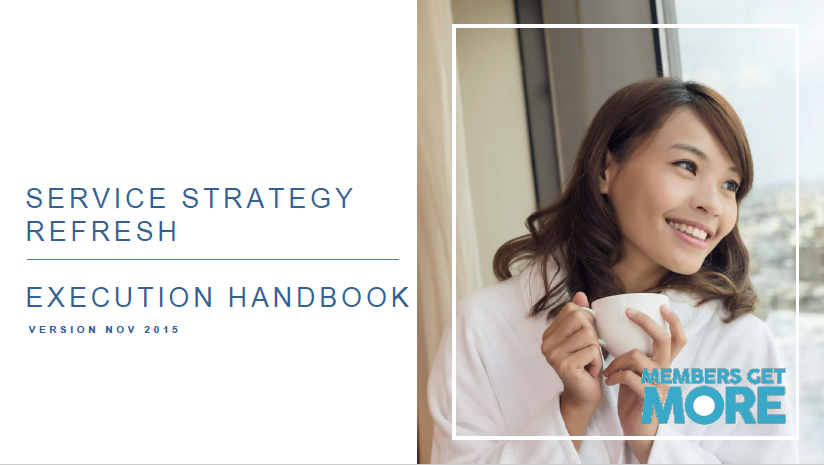 SERVICE STRATEGY
REFRESH
EXECUTION HANDBOOK
VERSION NOV 2015
MEMBERS GET
MORE